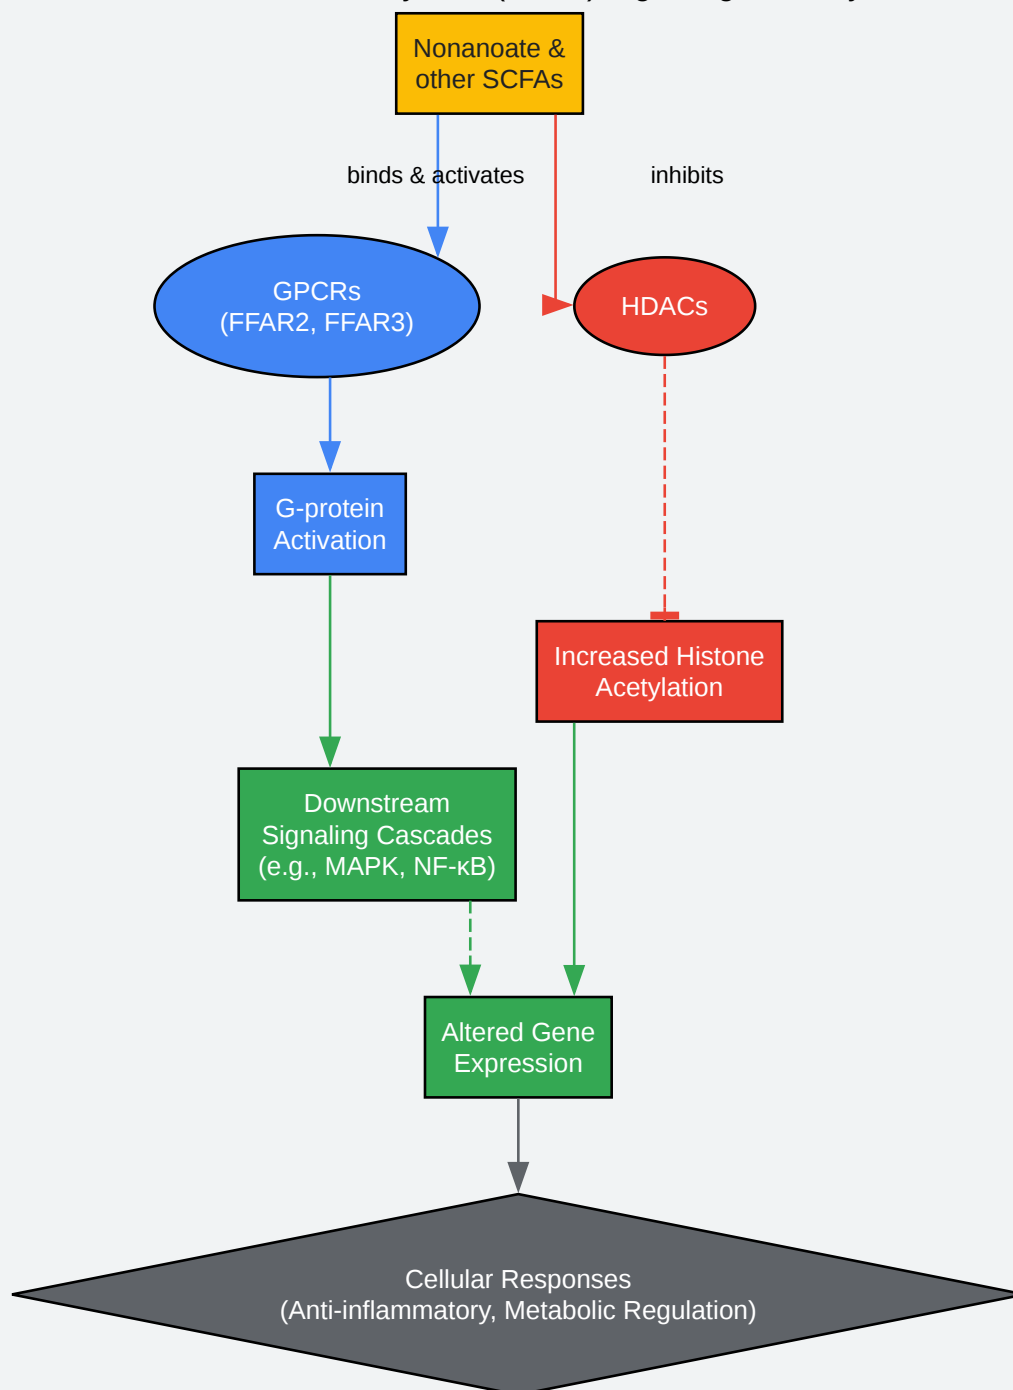 Nonanoate &
other SCFAs
binds & activates
inhibits
GPCRs
(FFAR2, FFAR3)
HDACs
G-protein
Activation
Increased Histone
Acetylation
Downstream
Signaling Cascades
(e.g., MAPK, NF-κB)
Altered Gene
Expression
Cellular Responses
(Anti-inflammatory, Metabolic Regulation)